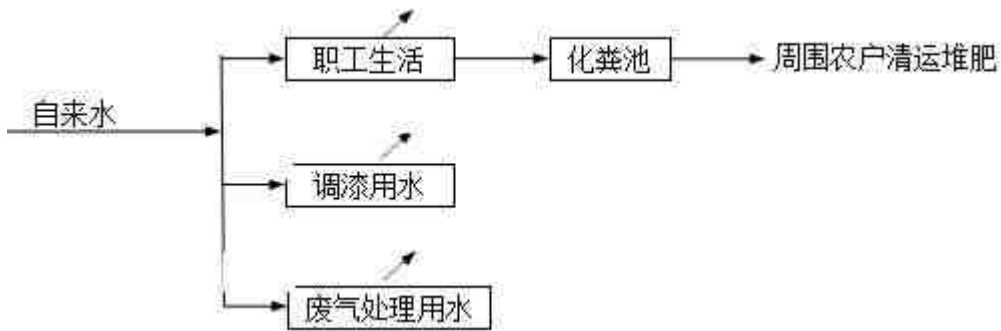 职工生活
化粪池
周围农户清运堆肥
自来水
调漆用水
废气处理用水